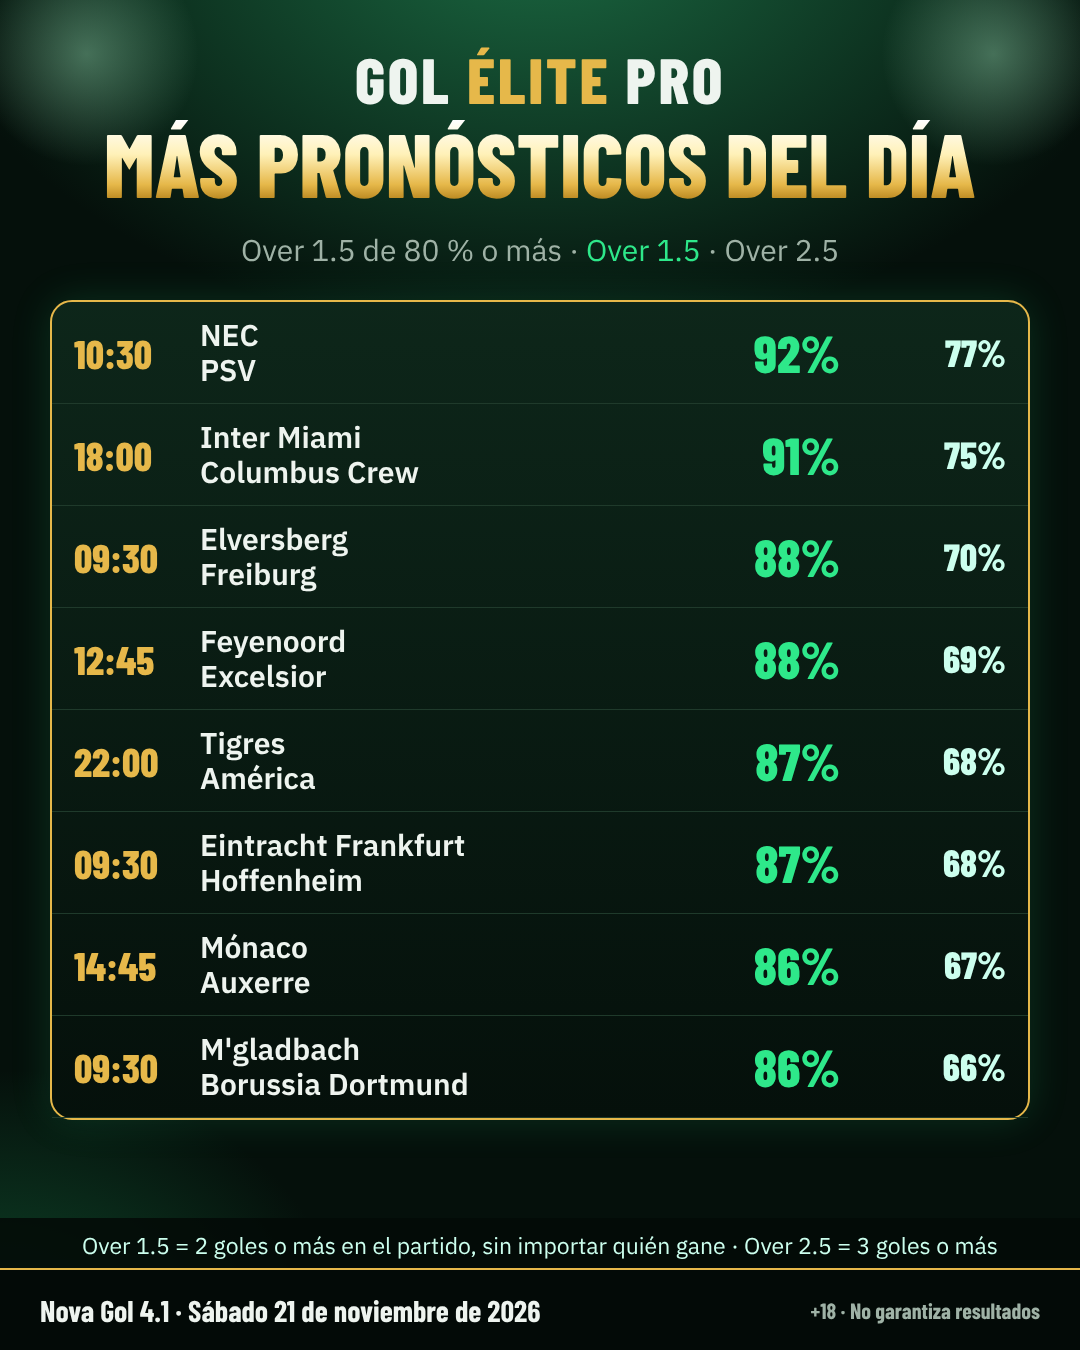 GOL ÉLITE PRO
MÁS PRONÓSTICOS DEL DÍA
Over 1.5 de 80 % o más · Over 1.5 · Over 2.5
10:30 NEC PSV 92% 77%
18:00 Inter Miami Columbus Crew 91% 75%
09:30 Elversberg Freiburg 88% 70%
12:45 Feyenoord Excelsior 88% 69%
22:00 Tigres América 87% 68%
09:30 Eintracht Frankfurt Hoffenheim 87% 68%
14:45 Mónaco Auxerre 86% 67%
09:30 M'gladbach Borussia Dortmund 86% 66%
Over 1.5 = 2 goles o más en el partido, sin importar quién gane · Over 2.5 = 3 goles o más
Nova Gol 4.1 · Sábado 21 de noviembre de 2026
+18 · No garantiza resultados